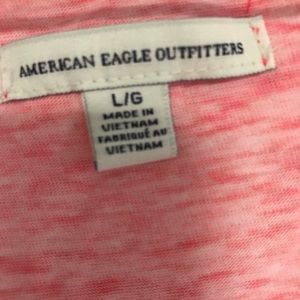 AMERICAN EAGLE OUTFITTERS
L/G
MADE IN
VIETNAM
FABRIQUÉ AU
VIETNAM